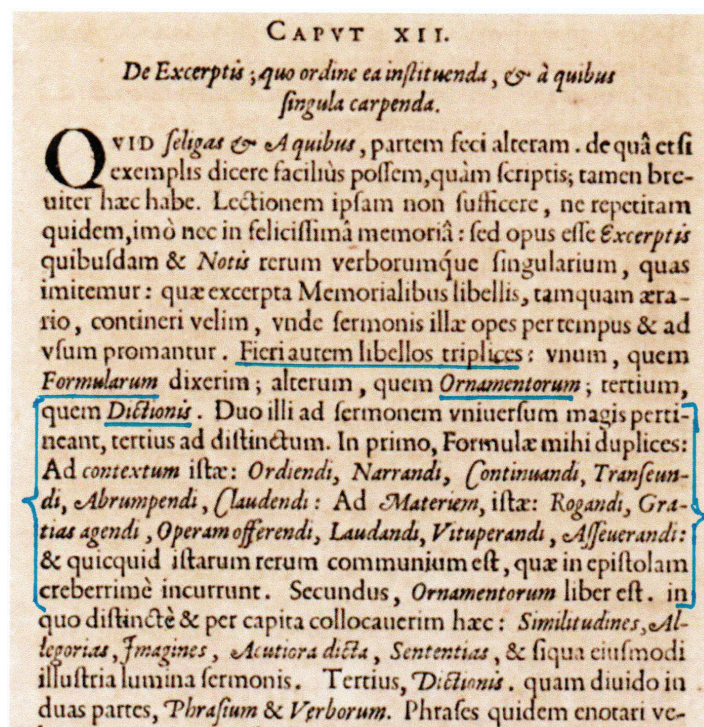 CAPVT XII.
De Excerptis; quo ordine ea inſtituenda, & à quibus
ſingula carpenda.
QVID ſeligas & A quibus, partem feci alteram. de quâ etſi
exemplis dicere faciliùs poſſem, quàm ſcriptis; tamen bre-
uiter hæc habe. Lectionem ipſam non ſufficere, ne repetitam
quidem, imò nec in feliciſſimâ memoriâ: ſed opus eſſe Excerptis
quibuſdam & Notis rerum verborumq́ue ſingularium, quas
imitemur: quæ excerpta Memorialibus libellis, tamquam æra-
rio, contineri velim, vnde ſermonis illæ opes per tempus & ad
vſum promantur. Fieri autem libellos triplices: vnum, quem
Formularum dixerim; alterum, quem Ornamentorum; tertium,
quem Dictionis. Duo illi ad ſermonem vniuerſum magis perti-
neant, tertius ad diſtinctum. In primo, Formulæ mihi duplices:
Ad contextum iſtæ: Ordiendi, Narrandi, Continuandi, Tranſeun-
di, Abrumpendi, Claudendi: Ad Materiem, iſtæ: Rogandi, Gra-
tias agendi, Operam offerendi, Laudandi, Vituperandi, Aſſeuerandi:
& quicquid iſtarum rerum communium eſt, quæ in epiſtolam
creberrimè incurrunt. Secundus, Ornamentorum liber eſt. in
quo diſtinctè & per capita collocauerim hæc: Similitudines, Al-
legorias, Imagines, Acutiora dicta, Sententias, & ſiqua eiuſmodi
illuſtria lumina ſermonis. Tertius, Dictionis. quam diuido in
duas partes, Phraſium & Verborum. Phraſes quidem enotari ve-